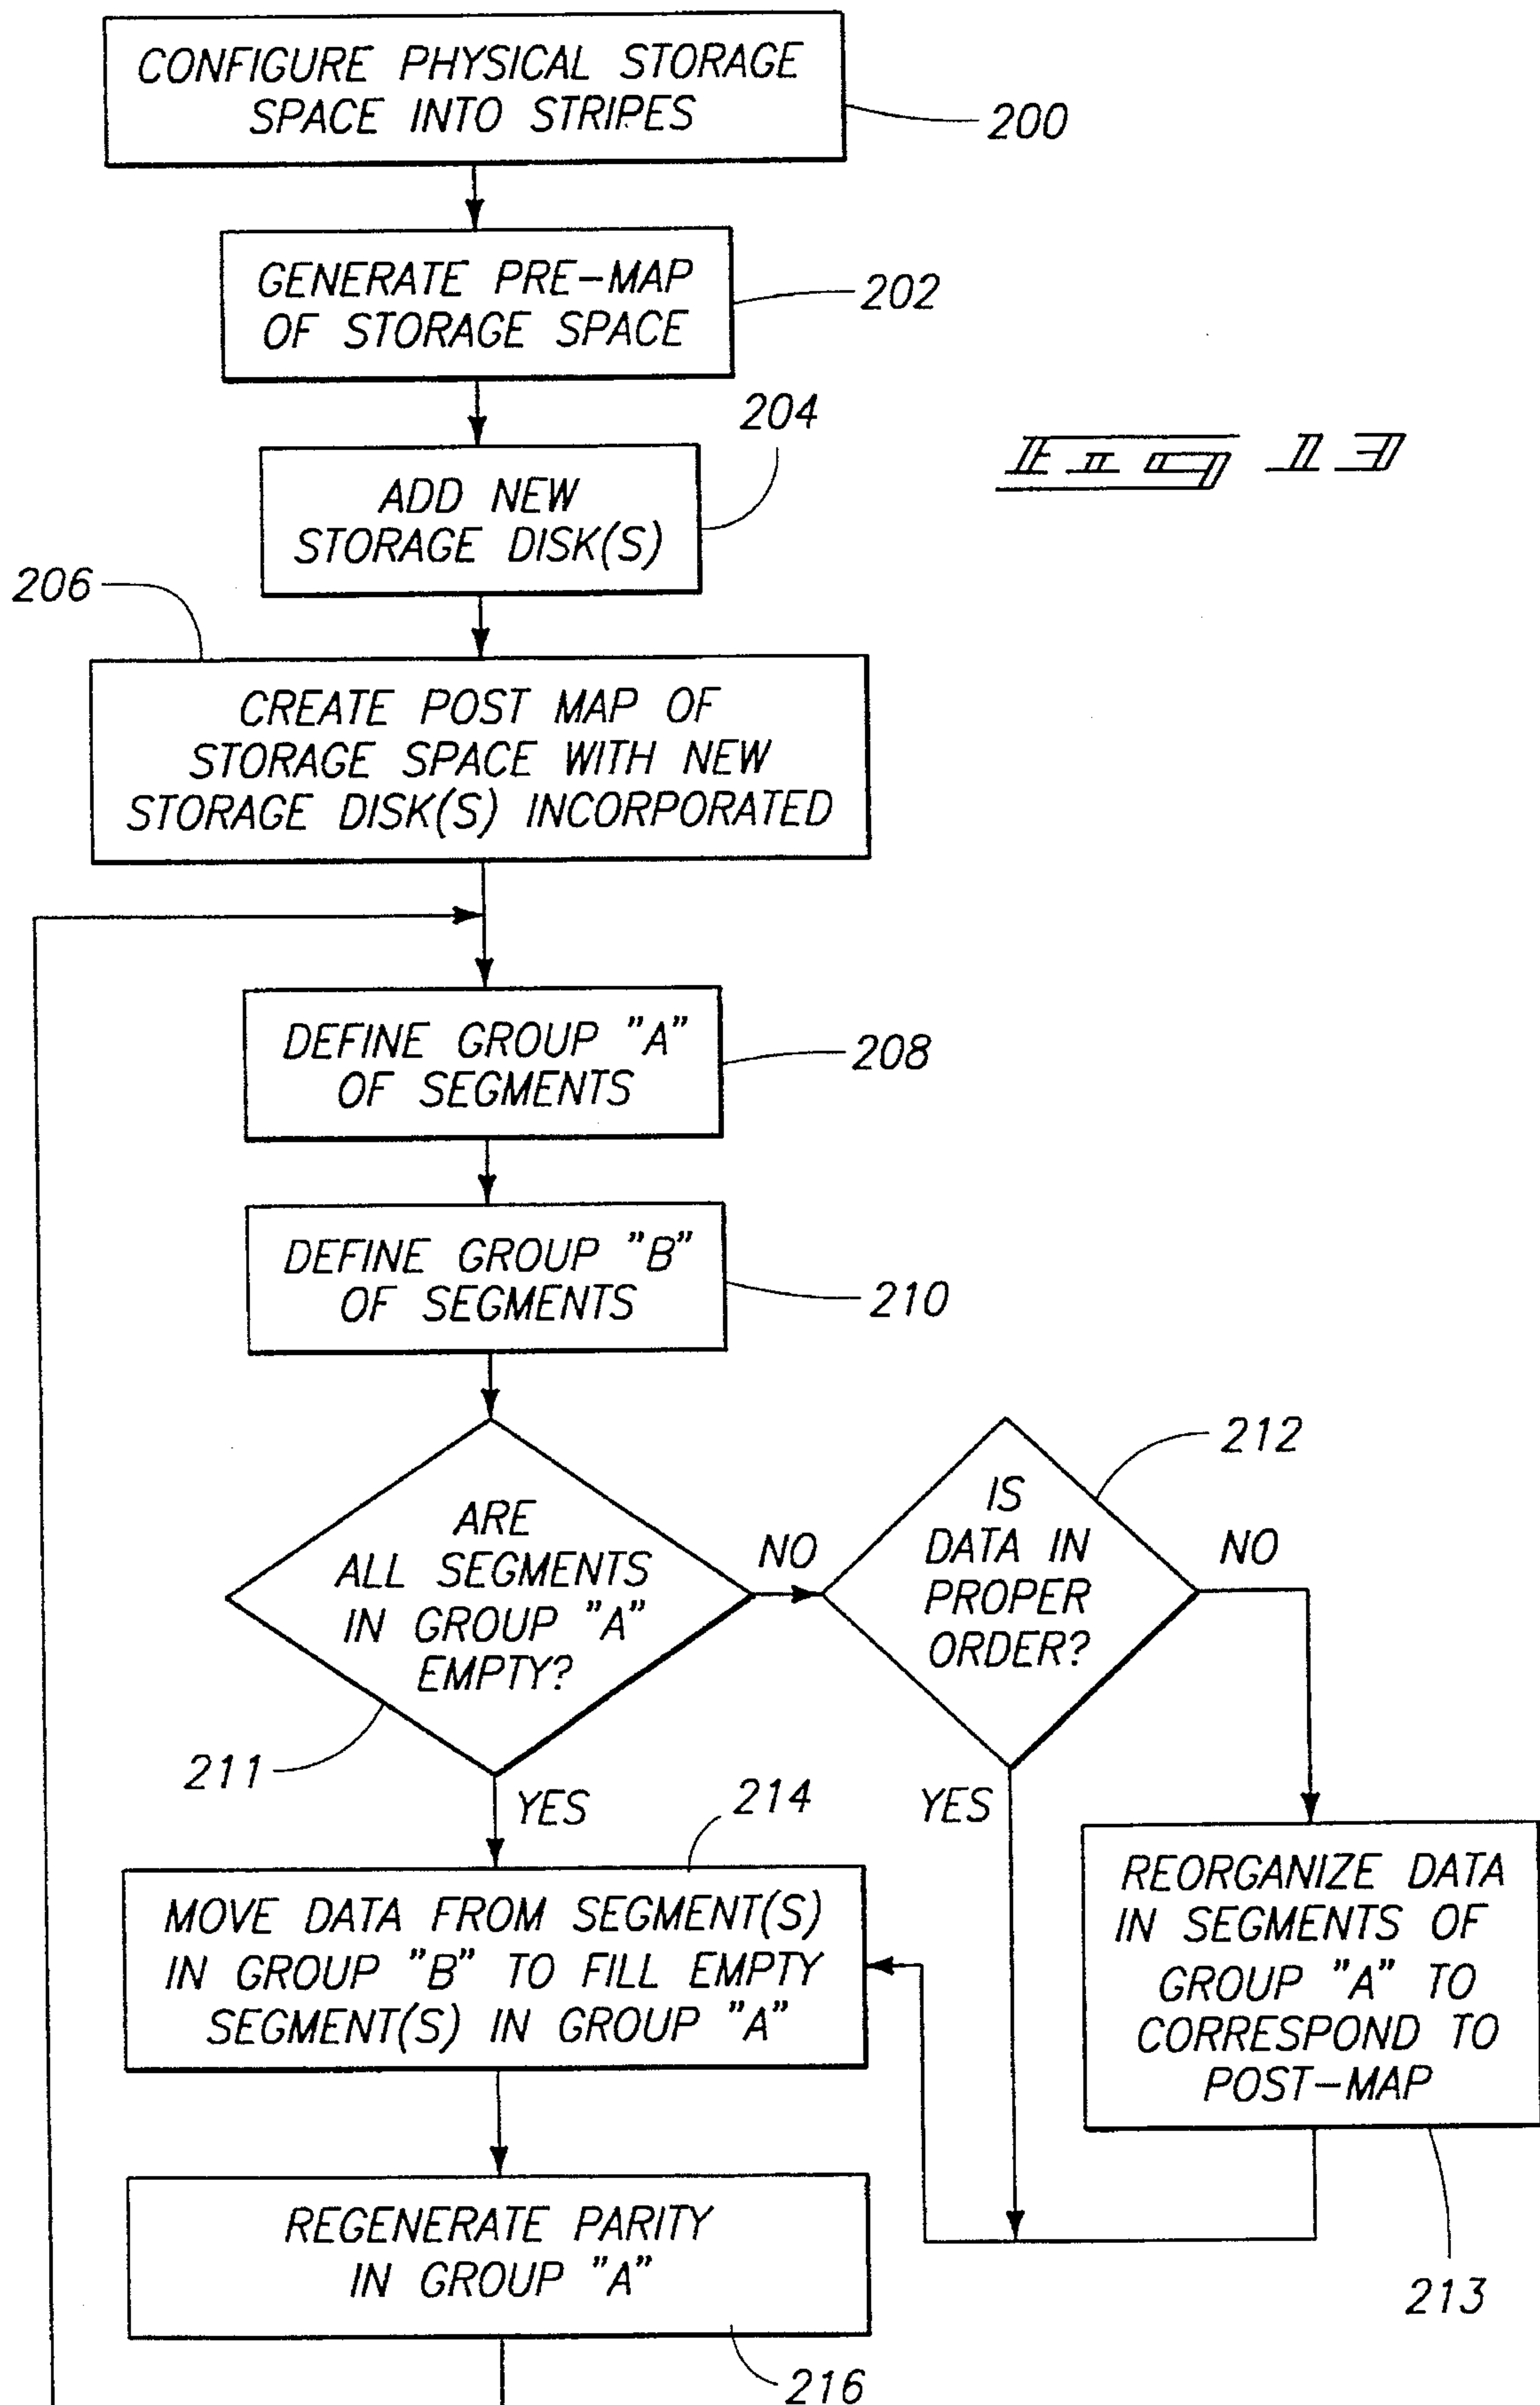 CONFIGURE PHYSICAL STORAGE
SPACE INTO STRIPES
200
GENERATE PRE-MAP
OF STORAGE SPACE
202
204
ADD NEW
STORAGE DISK(S)
Fig 13
206
CREATE POST MAP OF
STORAGE SPACE WITH NEW
STORAGE DISK(S) INCORPORATED
DEFINE GROUP "A"
OF SEGMENTS
208
DEFINE GROUP "B"
OF SEGMENTS
210
ARE
ALL SEGMENTS
IN GROUP "A"
EMPTY?
211
NO
IS
DATA IN
PROPER
ORDER?
212
NO
YES
YES
214
MOVE DATA FROM SEGMENT(S)
IN GROUP "B" TO FILL EMPTY
SEGMENT(S) IN GROUP "A"
REORGANIZE DATA
IN SEGMENTS OF
GROUP "A" TO
CORRESPOND TO
POST-MAP
213
REGENERATE PARITY
IN GROUP "A"
216